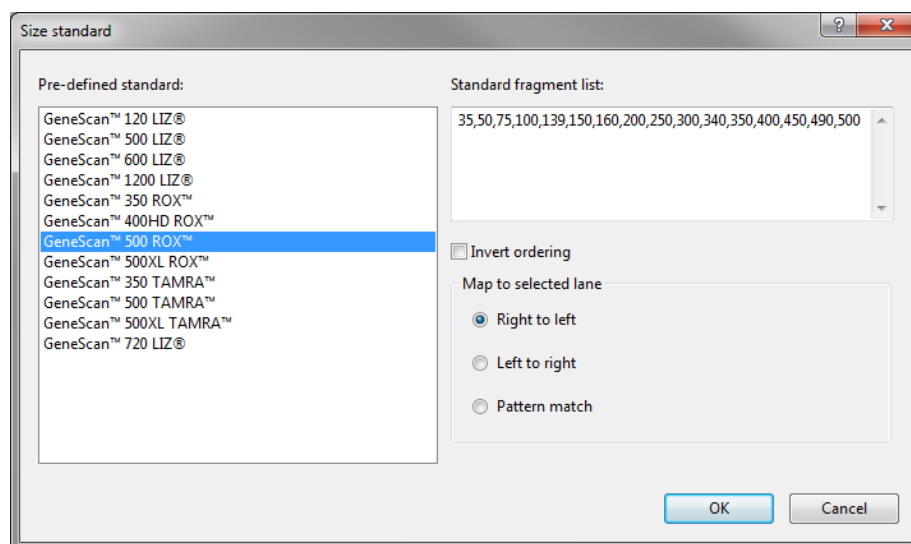 Size standard
Pre-defined standard:
GeneScan™ 120 LIZ®
GeneScan™ 500 LIZ®
GeneScan™ 600 LIZ®
GeneScan™ 1200 LIZ®
GeneScan™ 350 ROX™
GeneScan™ 400HD ROX™
GeneScan™ 500 ROX™
GeneScan™ 500XL ROX™
GeneScan™ 350 TAMRA™
GeneScan™ 500 TAMRA™
GeneScan™ 500XL TAMRA™
GeneScan™ 720 LIZ®
Standard fragment list:
35,50,75,100,139,150,160,200,250,300,340,350,400,450,490,500
Invert ordering
Map to selected lane
Right to left
Left to right
Pattern match
OK Cancel